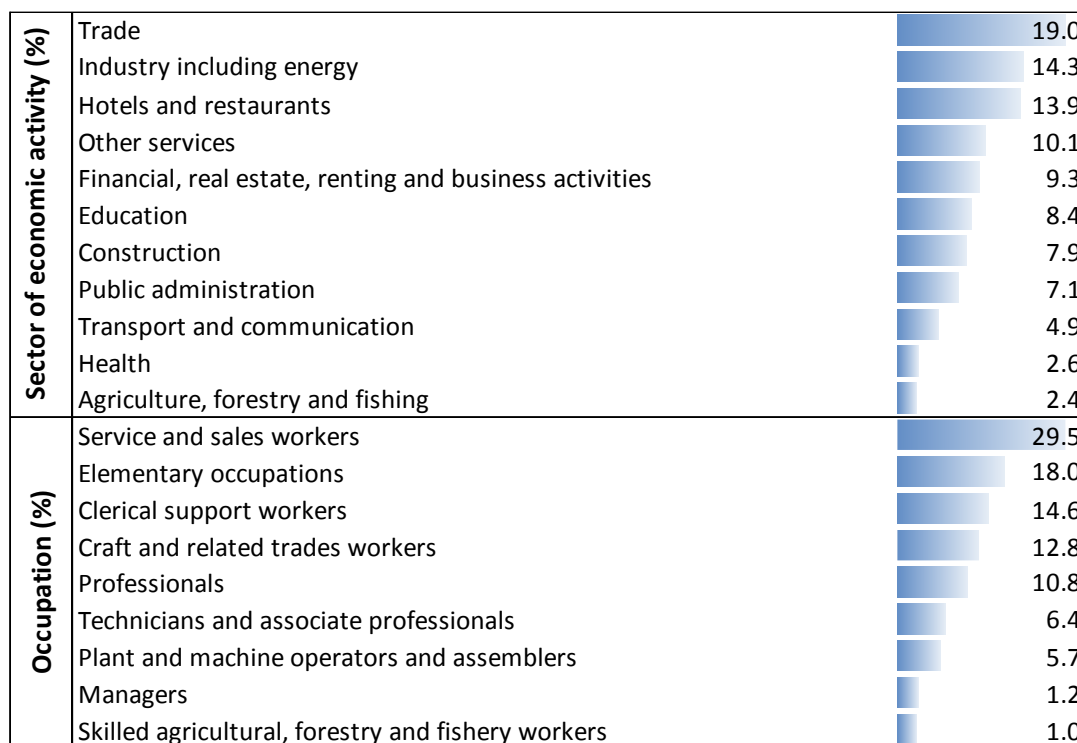 Sector of economic activity (%)
Trade 19.0
Industry including energy 14.3
Hotels and restaurants 13.9
Other services 10.1
Financial, real estate, renting and business activities 9.3
Education 8.4
Construction 7.9
Public administration 7.1
Transport and communication 4.9
Health 2.6
Agriculture, forestry and fishing 2.4
Occupation (%)
Service and sales workers 29.5
Elementary occupations 18.0
Clerical support workers 14.6
Craft and related trades workers 12.8
Professionals 10.8
Technicians and associate professionals 6.4
Plant and machine operators and assemblers 5.7
Managers 1.2
Skilled agricultural, forestry and fishery workers 1.0